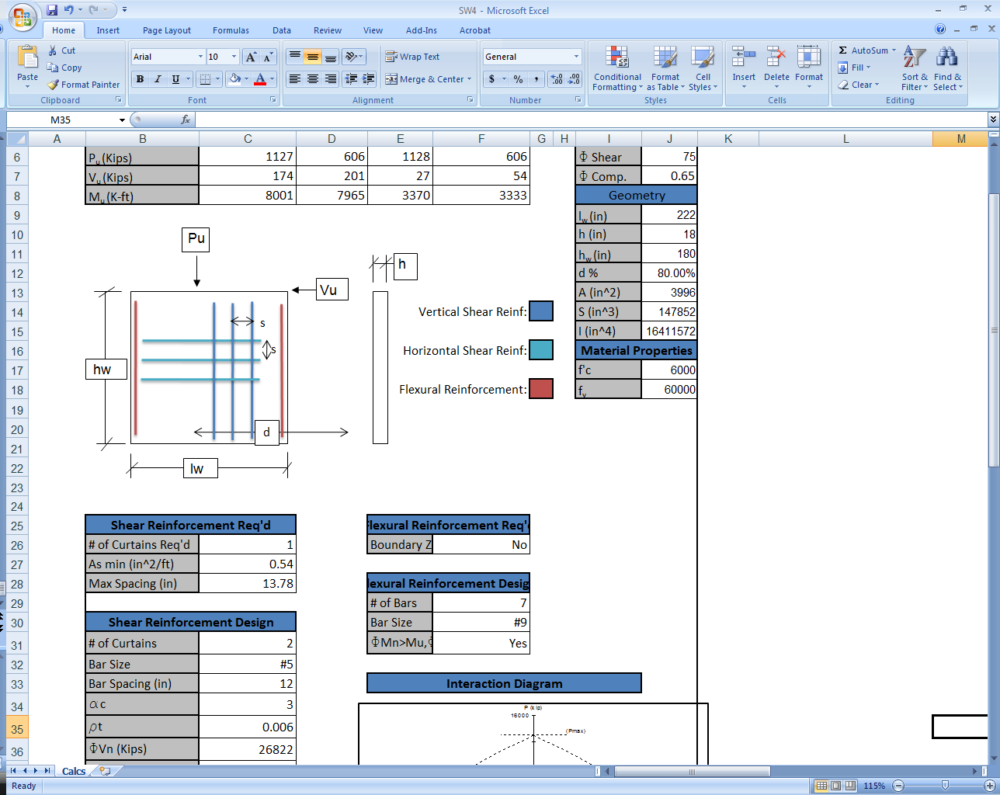 SW4 - Microsoft Excel
Home Insert Page Layout Formulas Data Review View Add-Ins Acrobat
Paste
Cut
Copy
Format Painter
Clipboard
Arial 10
B I U
Font
Wrap Text
Merge & Center
Alignment
General
$ % ,
Number
Conditional Formatting
Format as Table
Cell Styles
Styles
Insert Delete Format
Cells
Σ AutoSum
Fill
Clear
Sort & Filter
Find & Select
Editing
M35 fx
A B C D E F G H I J K L M
6 Pu (Kips) 1127 606 1128 606 Φ Shear 75
7 Vu (Kips) 174 201 27 54 Φ Comp. 0.65
8 Mu (K-ft) 8001 7965 3370 3333 Geometry
9 lw (in) 222
10 Pu h (in) 18
11 h hw (in) 180
12 d % 80.00%
13 Vu A (in^2) 3996
14 s Vertical Shear Reinf: S (in^3) 147852
15 I (in^4) 16411572
16 s Horizontal Shear Reinf: Material Properties
17 hw f'c 6000
18 Flexural Reinforcement: fy 60000
19
20 d
21
22 lw
23
24
25 Shear Reinforcement Req'd lexural Reinforcement Req'
26 # of Curtains Req'd 1 Boundary Z No
27 As min (in^2/ft) 0.54
28 Max Spacing (in) 13.78 lexural Reinforcement Desig
29 # of Bars 7
30 Shear Reinforcement Design Bar Size #9
31 # of Curtains 2 ΦMn>Mu,Φ Yes
32 Bar Size #5
33 Bar Spacing (in) 12 Interaction Diagram
34 αc 3 P (kip)
16000
35 ρt 0.006 (Pmax)
36 ΦVn (Kips) 26822
Calcs
Ready 115%